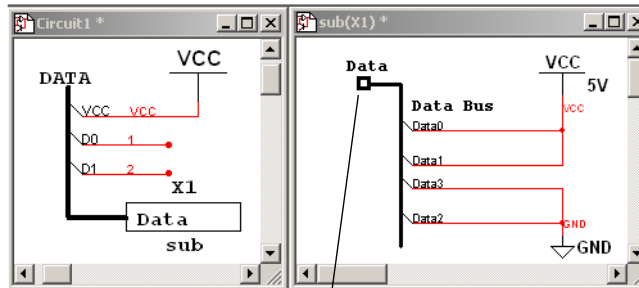 Circuit1 *
VCC
DATA
VCC VCC
D0 1
D1 2
X1
Data
sub
sub(X1) *
Data
VCC
5V
Data Bus
VCC
Data0
Data1
Data3
Data2
GND
GND